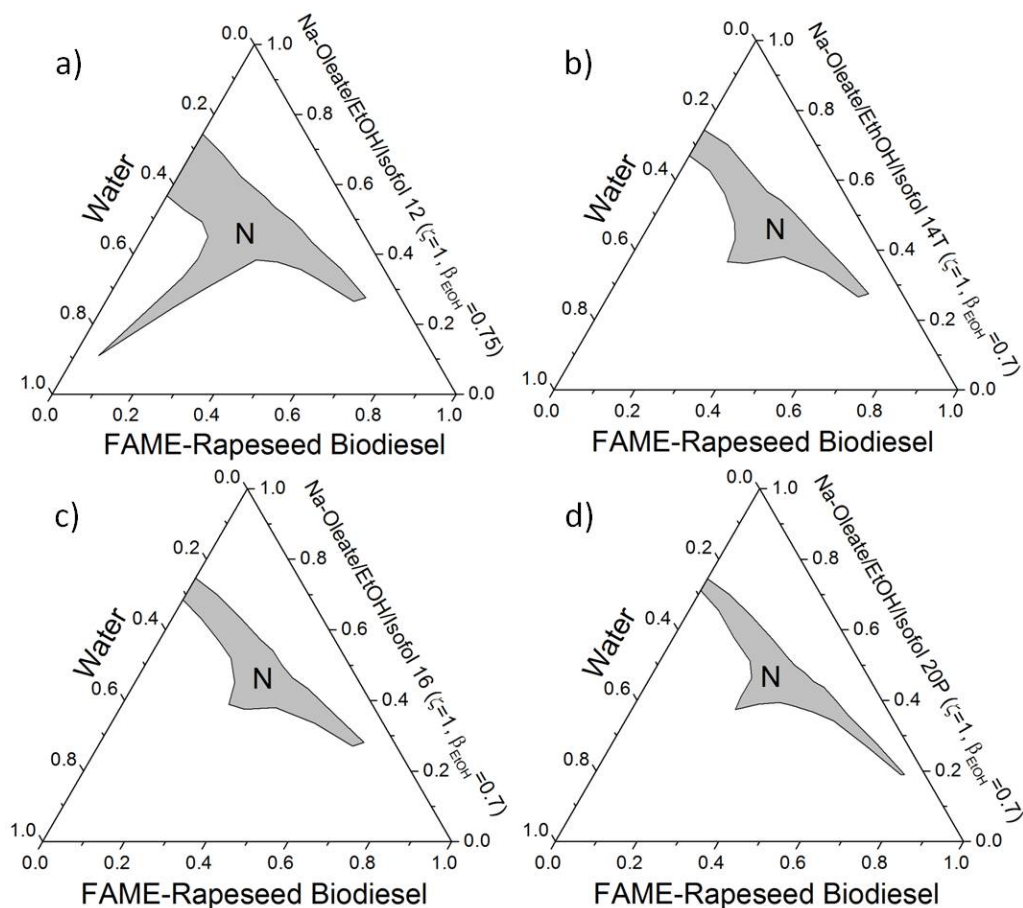 a)
0.0
1.0
0.2
0.8
0.4
0.6
0.6
0.4
0.8
0.2
1.0
0.0
Water
Na-Oleate/EtOH/Isofol 12 (ζ=1, βEtOH =0.75)
N
0.0 0.2 0.4 0.6 0.8 1.0
FAME-Rapeseed Biodiesel
b)
0.0
1.0
0.2
0.8
0.4
0.6
0.6
0.4
0.8
0.2
1.0
0.0
Water
Na-Oleate/EthOH/Isofol 14T (ζ=1, βEtOH =0.7)
N
0.0 0.2 0.4 0.6 0.8 1.0
FAME-Rapeseed Biodiesel
c)
0.0
1.0
0.2
0.8
0.4
0.6
0.6
0.4
0.8
0.2
1.0
0.0
Water
Na-Oleate/EtOH/Isofol 16 (ζ=1, βEtOH =0.7)
N
0.0 0.2 0.4 0.6 0.8 1.0
FAME-Rapeseed Biodiesel
d)
0.0
1.0
0.2
0.8
0.4
0.6
0.6
0.4
0.8
0.2
1.0
0.0
Water
Na-Oleate/EtOH/Isofol 20P (ζ=1, βEtOH =0.7)
N
0.0 0.2 0.4 0.6 0.8 1.0
FAME-Rapeseed Biodiesel